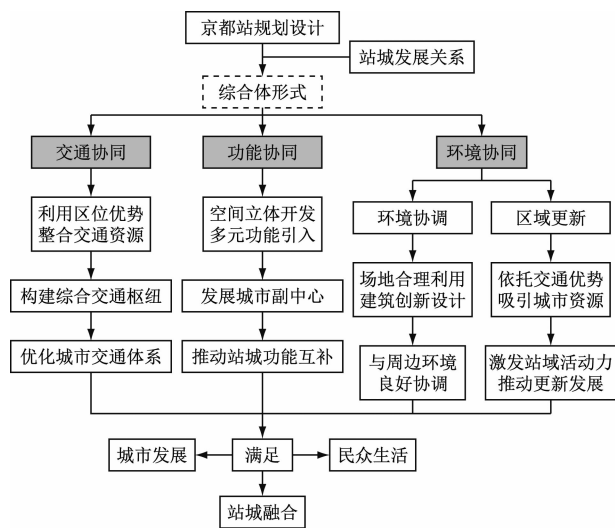 京都站规划设计
站城发展关系
综合体形式
交通协同
功能协同
环境协同
利用区位优势
整合交通资源
空间立体开发
多元功能引入
环境协调
区域更新
构建综合交通枢纽
发展城市副中心
场地合理利用
建筑创新设计
依托交通优势
吸引城市资源
优化城市交通体系
推动站城功能互补
与周边环境
良好协调
激发站域活动力
推动更新发展
城市发展
满足
民众生活
站城融合